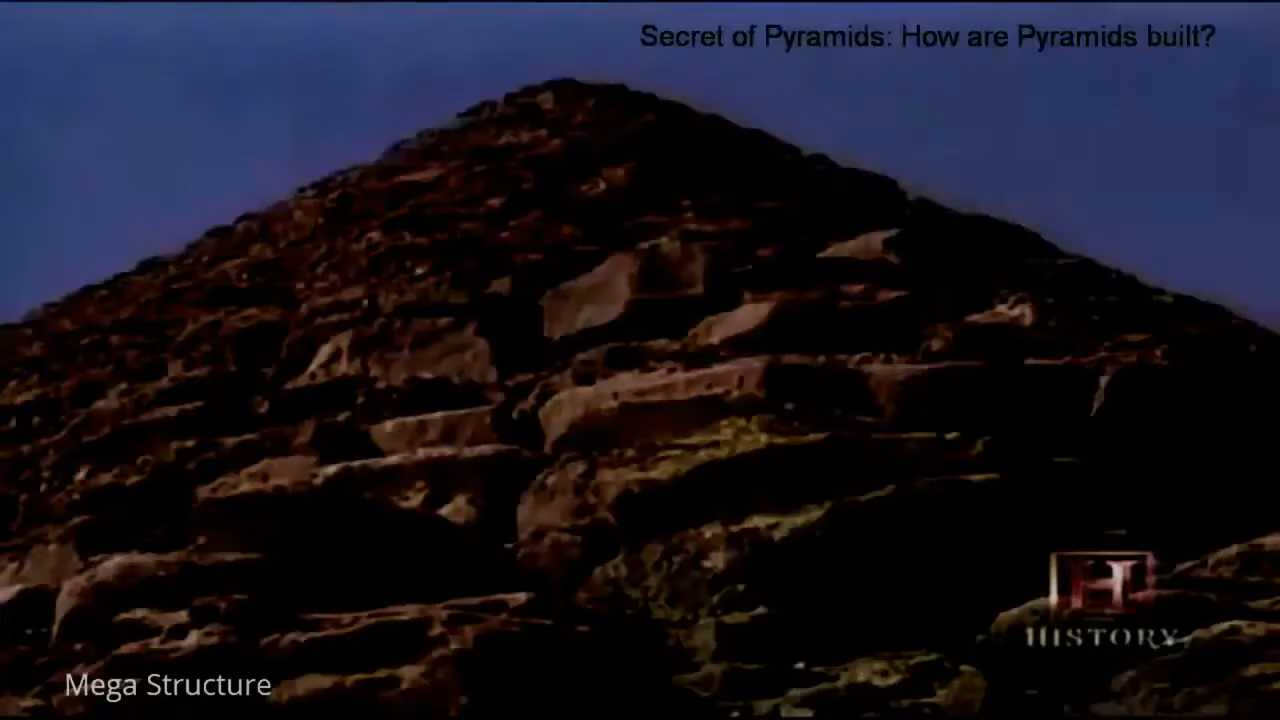 Secret of Pyramids: How are Pyramids built?
H
HISTORY
Mega Structure